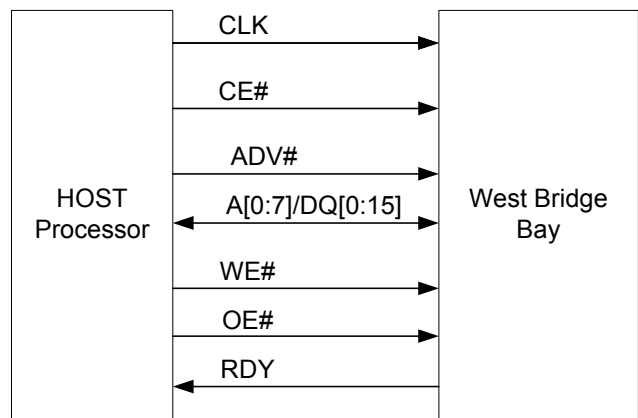 CLK
CE#
ADV#
A[0:7]/DQ[0:15]
HOST
Processor
West Bridge
Bay
WE#
OE#
RDY